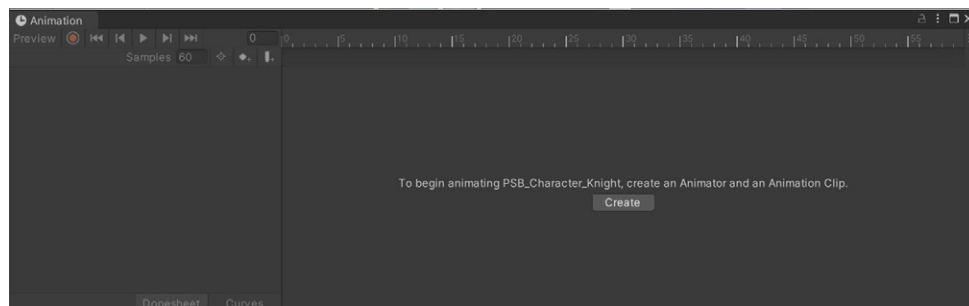 Animation
Preview 0 0 5 10 15 20 25 30 35 40 45 50 55
Samples 60
To begin animating PSB_Character_Knight, create an Animator and an Animation Clip.
Create
Dopesheet Curves